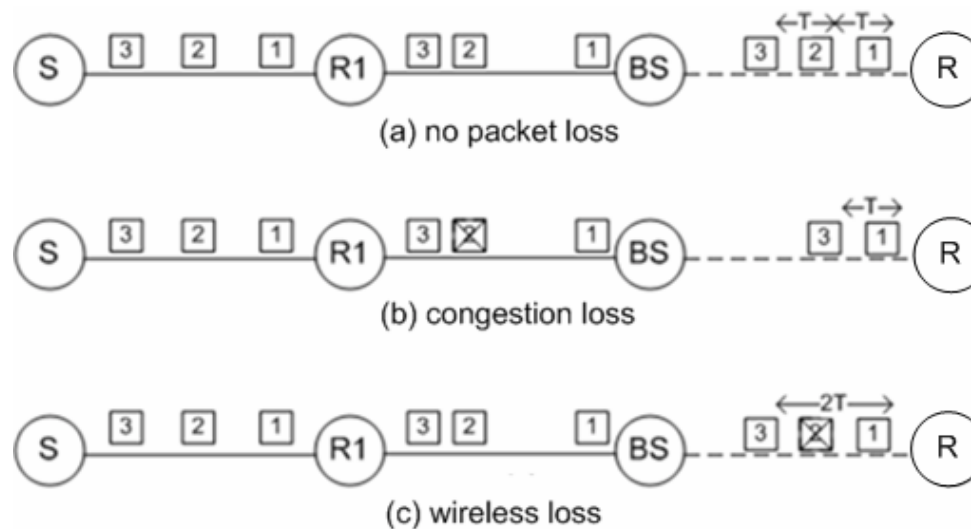 T T
3 2 1 3 2 1 3 2 1
S R1 BS R
(a) no packet loss
T
3 2 1 3 2 1 3 1
S R1 BS R
(b) congestion loss
2T
3 2 1 3 2 1 3 2 1
S R1 BS R
(c) wireless loss